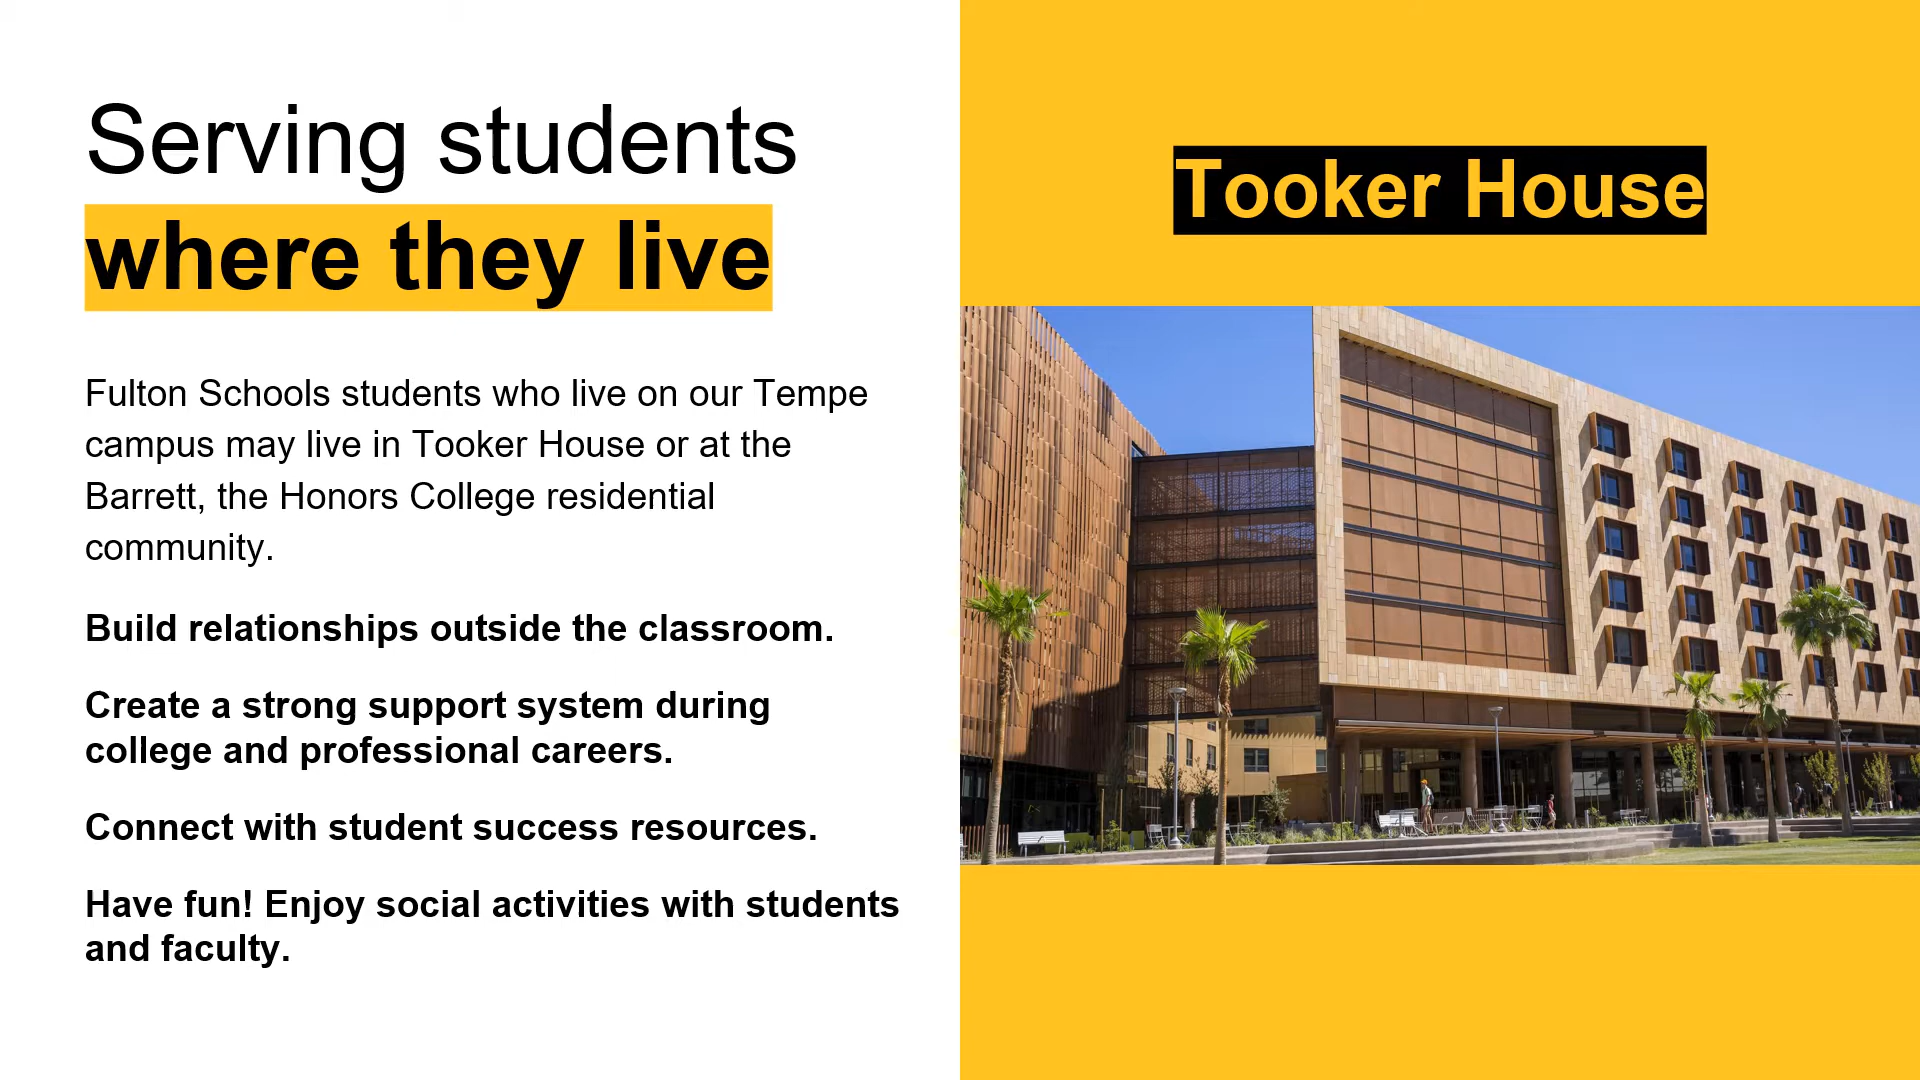 Serving students
where they live
Fulton Schools students who live on our Tempe
campus may live in Tooker House or at the
Barrett, the Honors College residential
community.
Build relationships outside the classroom.
Create a strong support system during
college and professional careers.
Connect with student success resources.
Have fun! Enjoy social activities with students
and faculty.
Tooker House